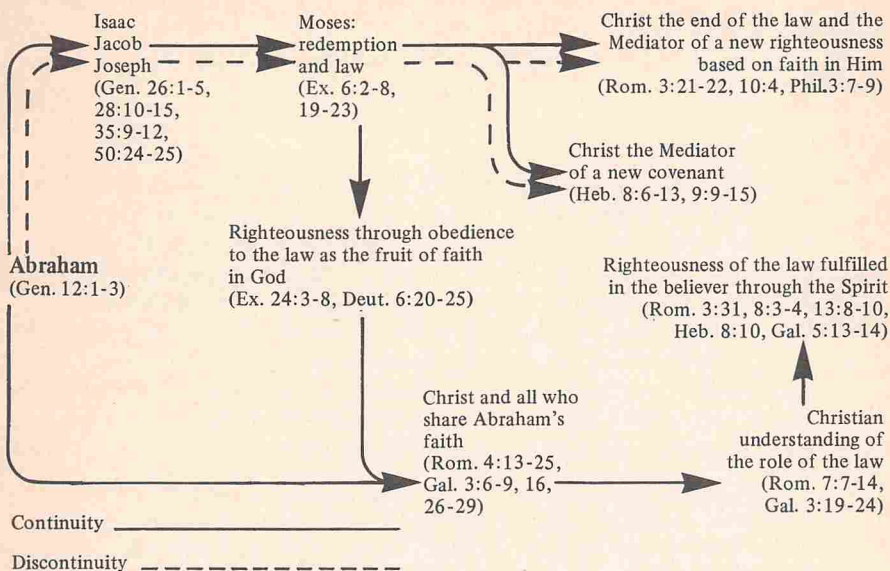 Isaac
Jacob
Joseph
(Gen. 26:1-5,
28:10-15,
35:9-12,
50:24-25)
Moses:
redemption
and law
(Ex. 6:2-8,
19-23)
Christ the end of the law and the
Mediator of a new righteousness
based on faith in Him
(Rom. 3:21-22, 10:4, Phil.3:7-9)
Christ the Mediator
of a new covenant
(Heb. 8:6-13, 9:9-15)
Righteousness through obedience
to the law as the fruit of faith
in God
(Ex. 24:3-8, Deut. 6:20-25)
Abraham
(Gen. 12:1-3)
Righteousness of the law fulfilled
in the believer through the Spirit
(Rom. 3:31, 8:3-4, 13:8-10,
Heb. 8:10, Gal. 5:13-14)
Christ and all who
share Abraham's
faith
(Rom. 4:13-25,
Gal. 3:6-9, 16,
26-29)
Christian
understanding of
the role of the law
(Rom. 7:7-14,
Gal. 3:19-24)
Continuity
Discontinuity